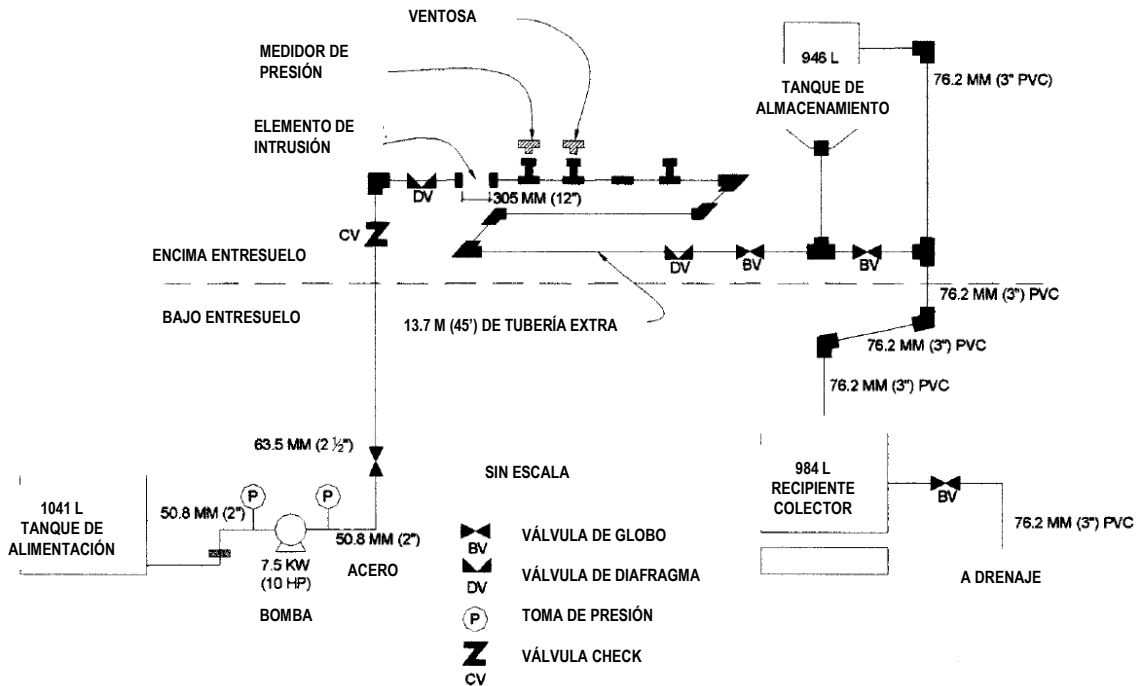 VENTOSA
MEDIDOR DE
PRESIÓN
ELEMENTO DE
INTRUSIÓN
946 L
TANQUE DE
ALMACENAMIENTO
76.2 MM (3" PVC)
DV
305 MM (12")
CV
ENCIMA ENTRESUELO
DV
BV
BV
BAJO ENTRESUELO
13.7 M (45') DE TUBERÍA EXTRA
76.2 MM (3") PVC
76.2 MM (3") PVC
76.2 MM (3") PVC
63.5 MM (2 ½")
SIN ESCALA
1041 L
TANQUE DE
ALIMENTACIÓN
50.8 MM (2")
P
P
50.8 MM (2")
7.5 KW
(10 HP)
ACERO
BOMBA
984 L
RECIPIENTE
COLECTOR
BV
76.2 MM (3") PVC
A DRENAJE
BV
VÁLVULA DE GLOBO
DV
VÁLVULA DE DIAFRAGMA
P
TOMA DE PRESIÓN
CV
VÁLVULA CHECK